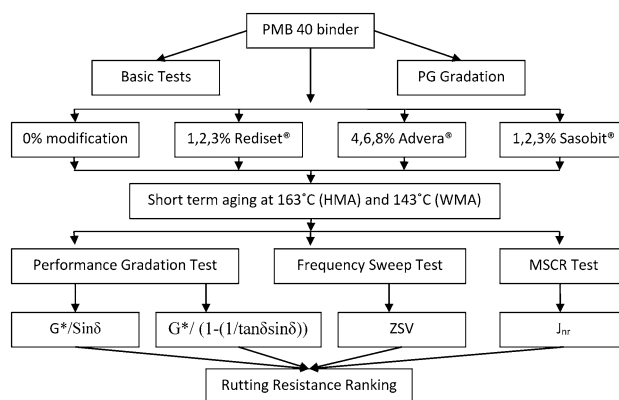 PMB 40 binder
Basic Tests
PG Gradation
0% modification
1,2,3% Rediset®
4,6,8% Advera®
1,2,3% Sasobit®
Short term aging at 163˚C (HMA) and 143˚C (WMA)
Performance Gradation Test
Frequency Sweep Test
MSCR Test
G*/Sinδ
G*/ (1-(1/tanδsinδ))
ZSV
Jnr
Rutting Resistance Ranking